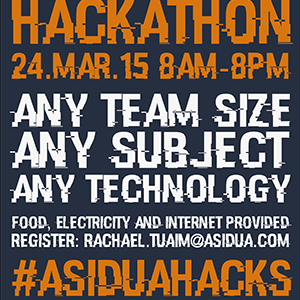 HACKATHON
24.MAR.15 8AM-8PM
ANY TEAM SIZE
ANY SUBJECT
ANY TECHNOLOGY
FOOD, ELECTRICITY AND INTERNET PROVIDED
REGISTER: RACHAEL.TUAIM@ASIDUA.COM
#ASIDUAHACKS